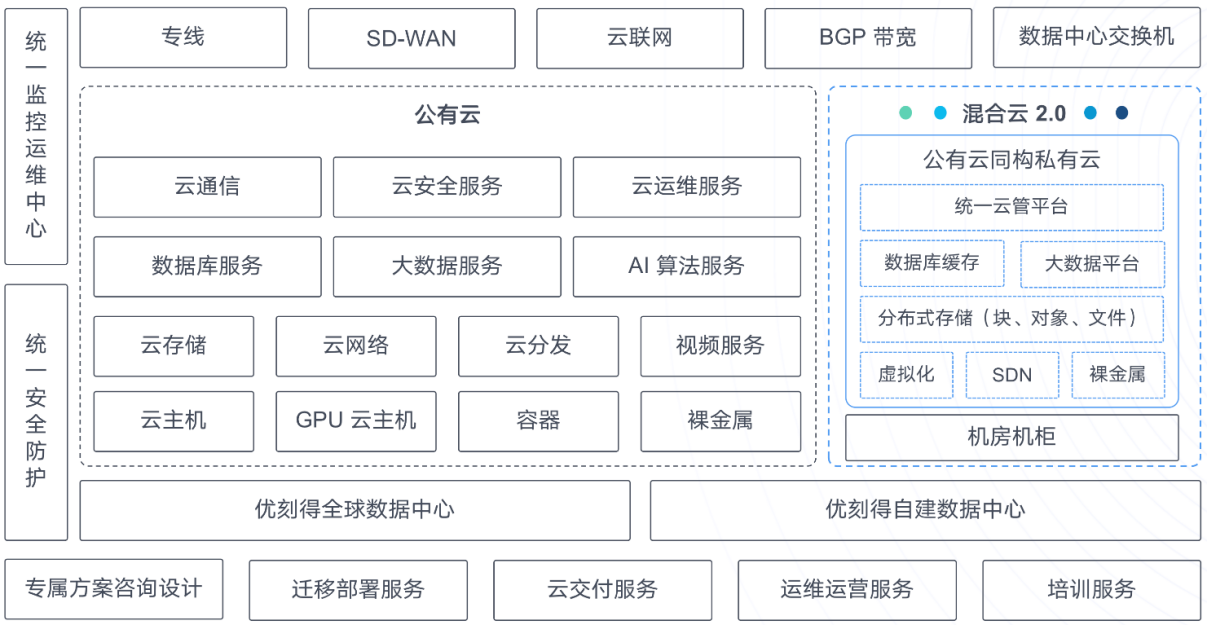 统一监控运维中心
专线
SD-WAN
云联网
BGP 带宽
数据中心交换机
公有云
云通信
云安全服务
云运维服务
数据库服务
大数据服务
AI 算法服务
云存储
云网络
云分发
视频服务
云主机
GPU 云主机
容器
裸金属
混合云 2.0
公有云同构私有云
统一云管平台
数据库缓存
大数据平台
分布式存储（块、对象、文件）
虚拟化
SDN
裸金属
机房机柜
统一安全防护
优刻得全球数据中心
优刻得自建数据中心
专属方案咨询设计
迁移部署服务
云交付服务
运维运营服务
培训服务